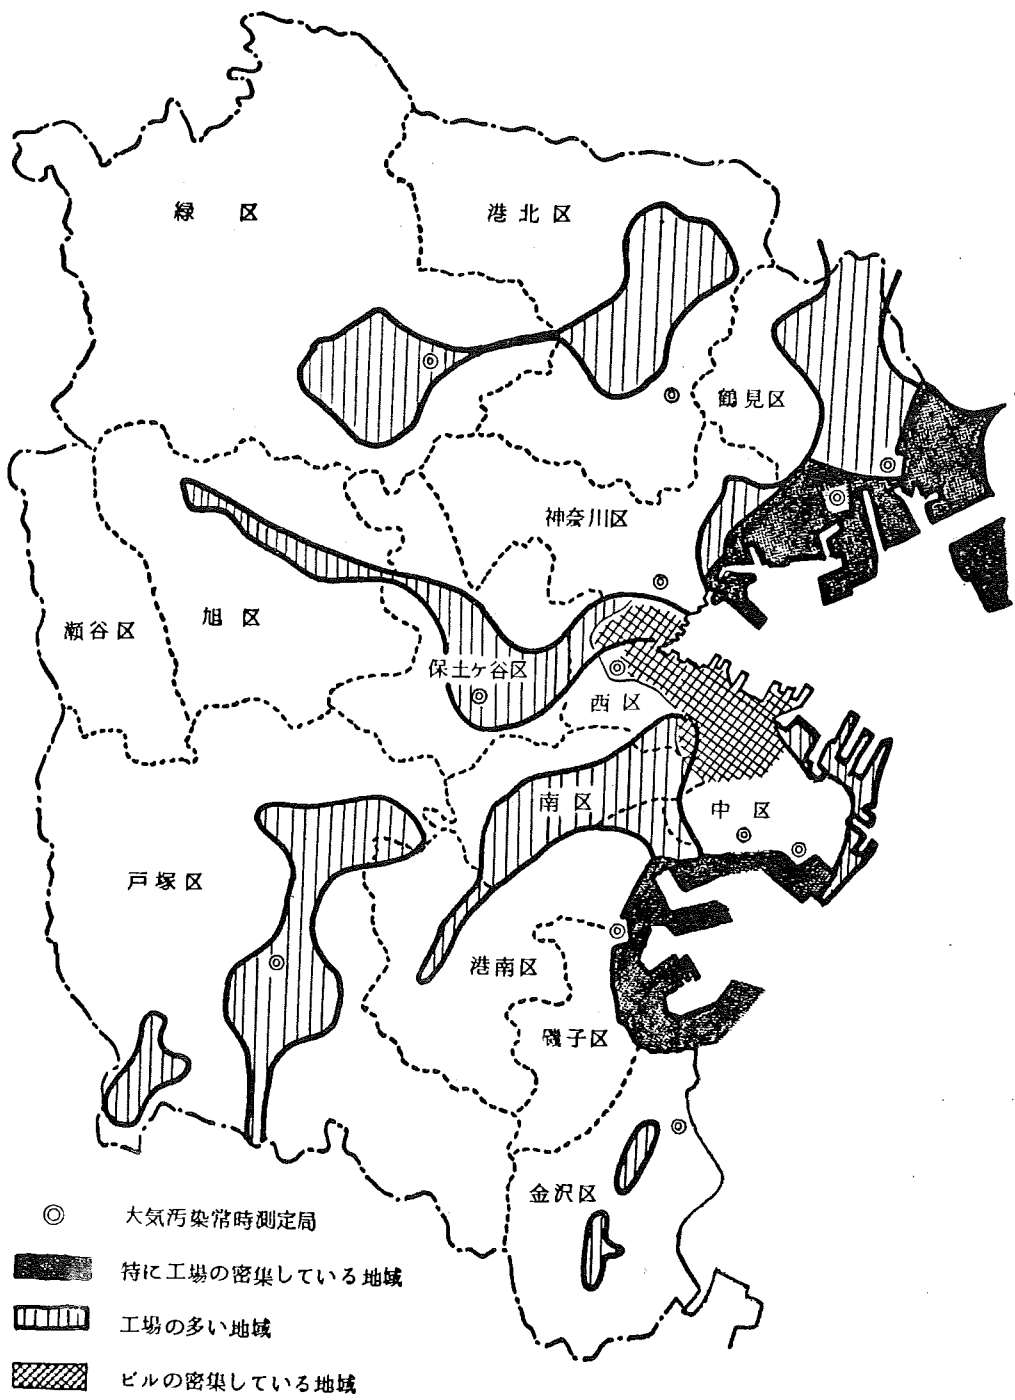 緑区
港北区
鶴見区
神奈川区
瀬谷区
旭区
保土ケ谷区
西区
南区
中区
戸塚区
港南区
磯子区
金沢区
大気汚染常時測定局
特に工場の密集している地域
工場の多い地域
ビルの密集している地域